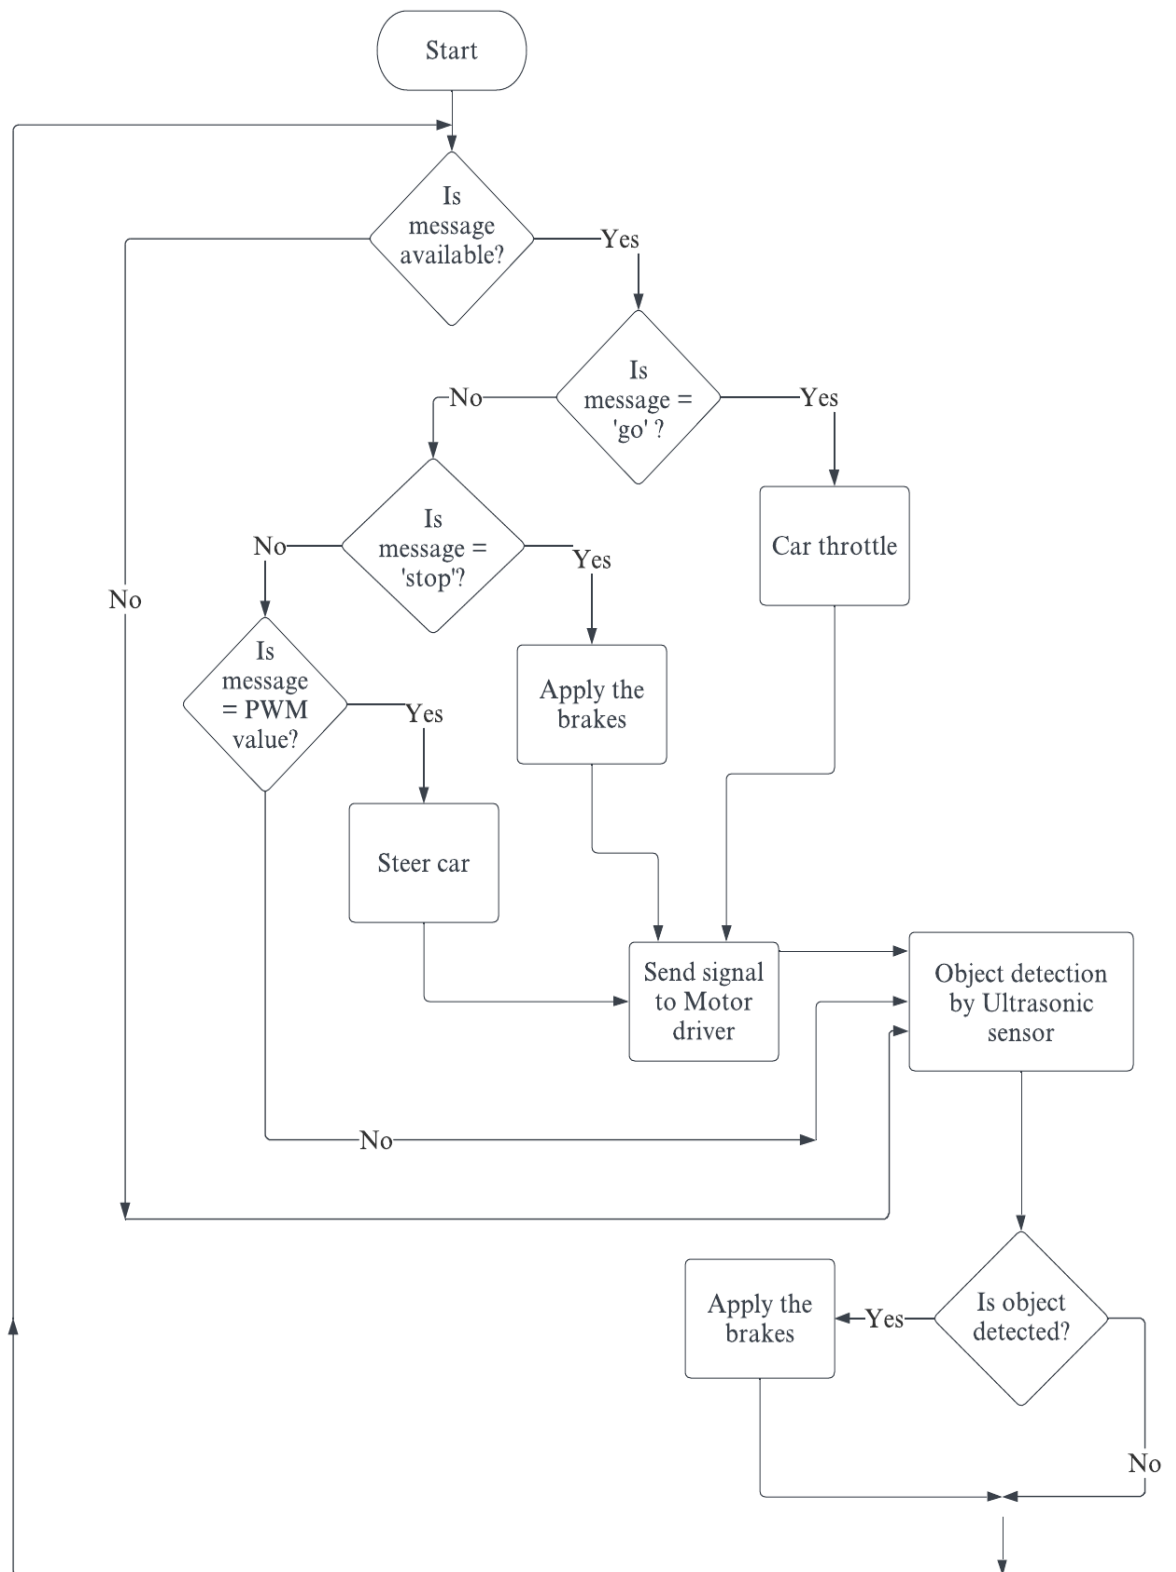 Start
Is
message
available?
Yes
Is
message =
'go' ?
No
Yes
Is
message =
'stop'?
No
Yes
Car throttle
No
Is
message
= PWM
value?
Yes
Apply the
brakes
Steer car
Send signal
to Motor
driver
Object detection
by Ultrasonic
sensor
No
Apply the
brakes
Yes
Is object
detected?
No